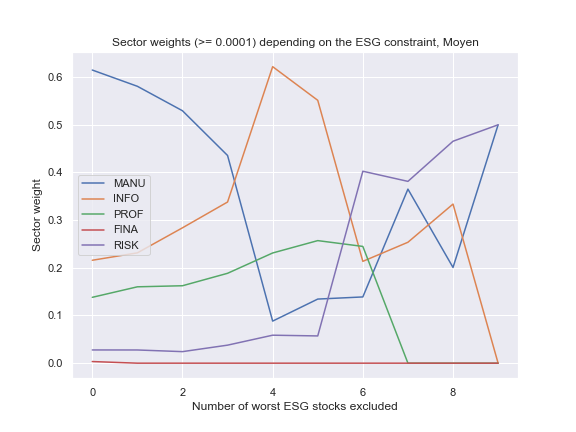 Sector weights (>= 0.0001) depending on the ESG constraint, Moyen
0.6
0.5
0.4
0.3
0.2
0.1
0.0
Sector weight
MANU
INFO
PROF
FINA
RISK
0 2 4 6 8
Number of worst ESG stocks excluded